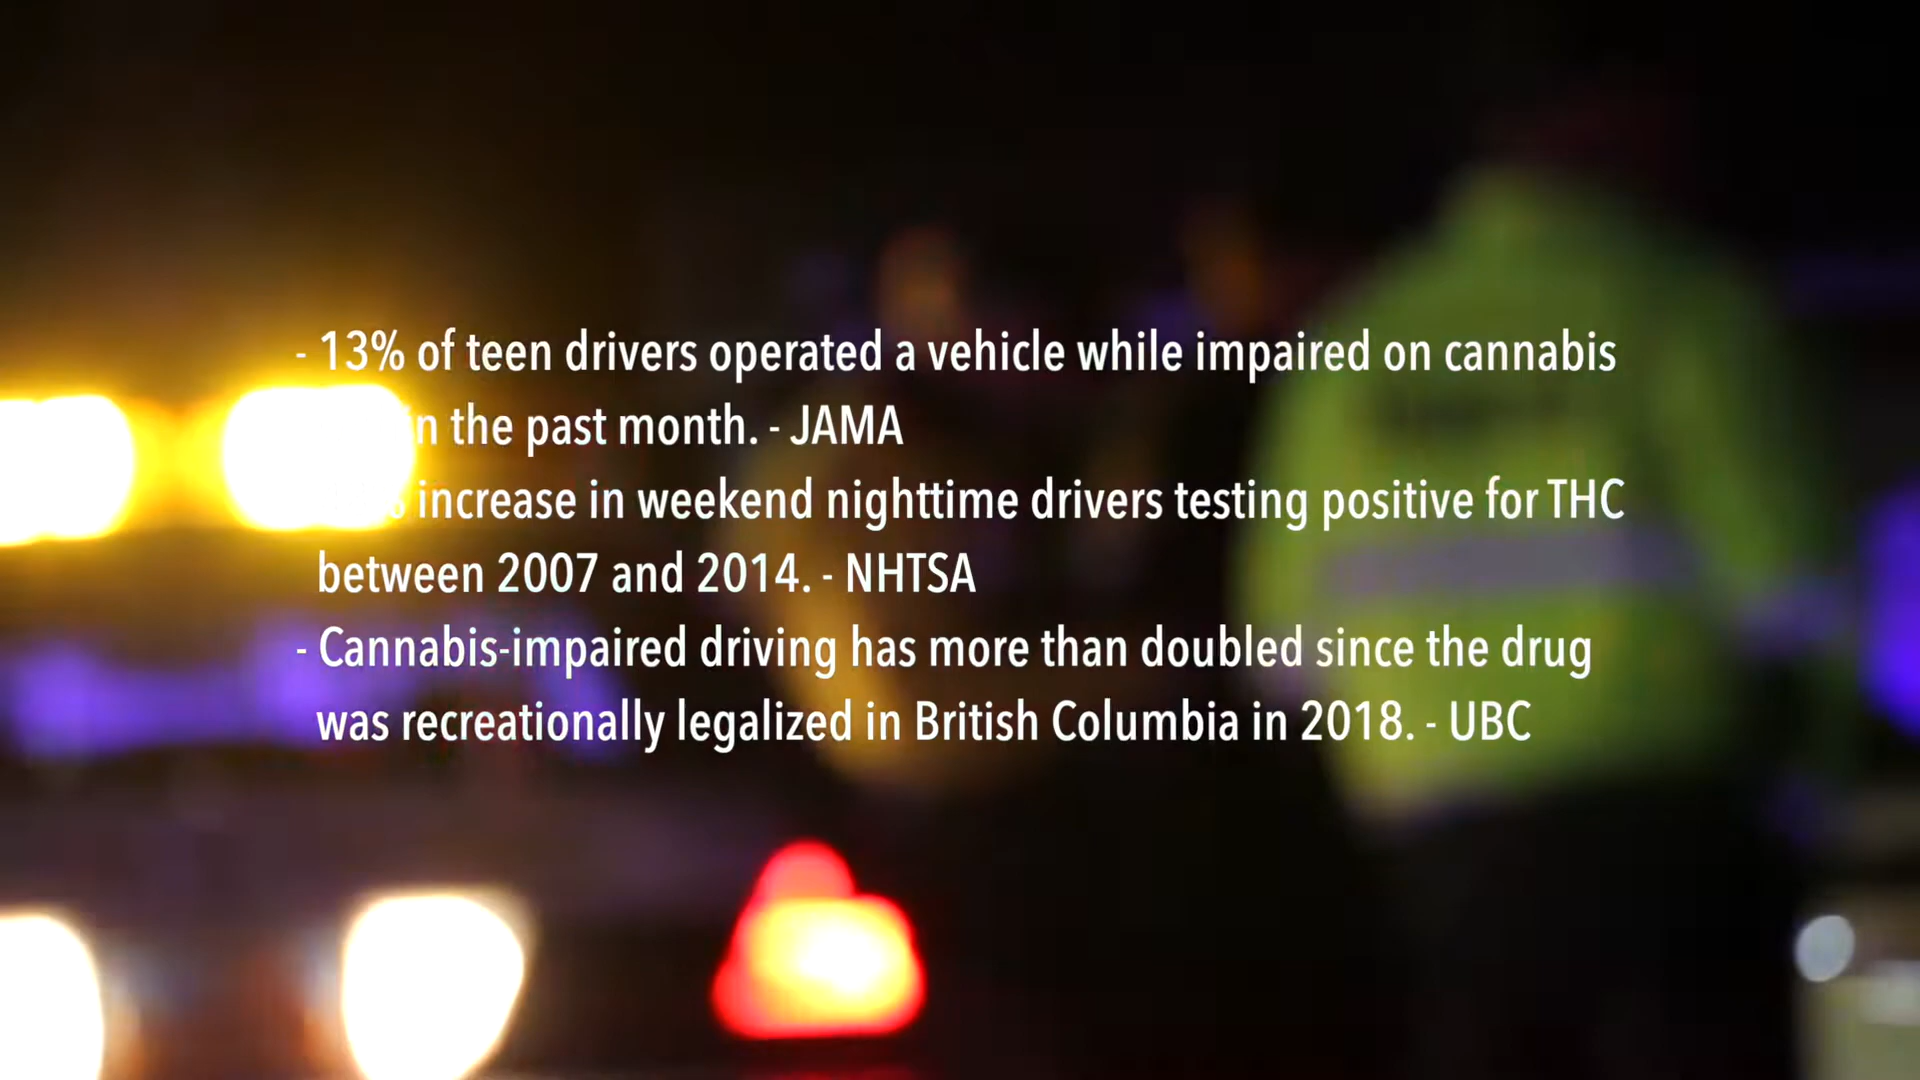 - 13% of teen drivers operated a vehicle while impaired on cannabis
in the past month. - JAMA
increase in weekend nighttime drivers testing positive for THC
between 2007 and 2014. - NHTSA
- Cannabis-impaired driving has more than doubled since the drug
was recreationally legalized in British Columbia in 2018. - UBC